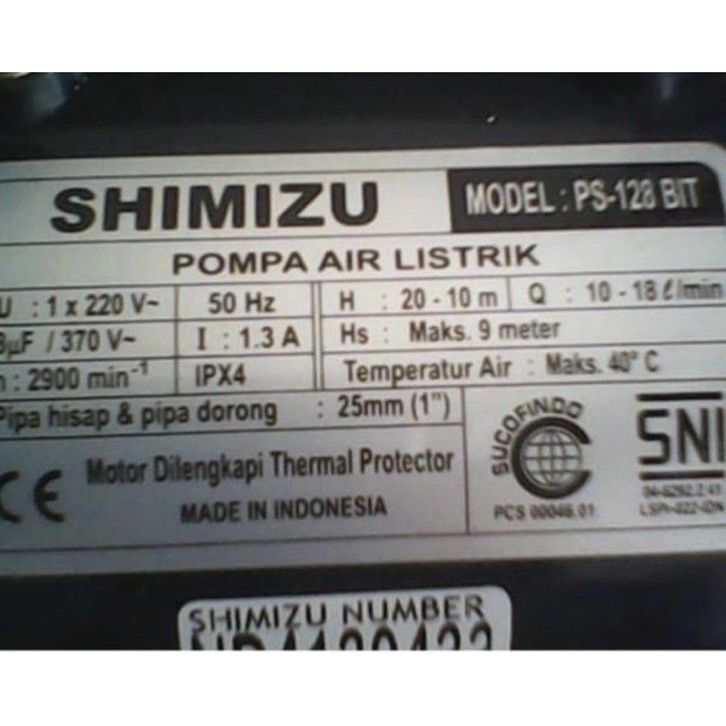 SHIMIZU MODEL : PS-128 BIT
POMPA AIR LISTRIK
U : 1 x 220 V~ 50 Hz H : 20 - 10 m Q : 10 - 18 ℓ/min
µF / 370 V~ I : 1.3 A Hs : Maks. 9 meter
n : 2900 min⁻¹ IPX4 Temperatur Air : Maks. 40° C
Pipa hisap & pipa dorong : 25mm (1")
CE Motor Dilengkapi Thermal Protector
MADE IN INDONESIA
SUCOFINDO
PCS 00046.01
SNI
SHIMIZU NUMBER